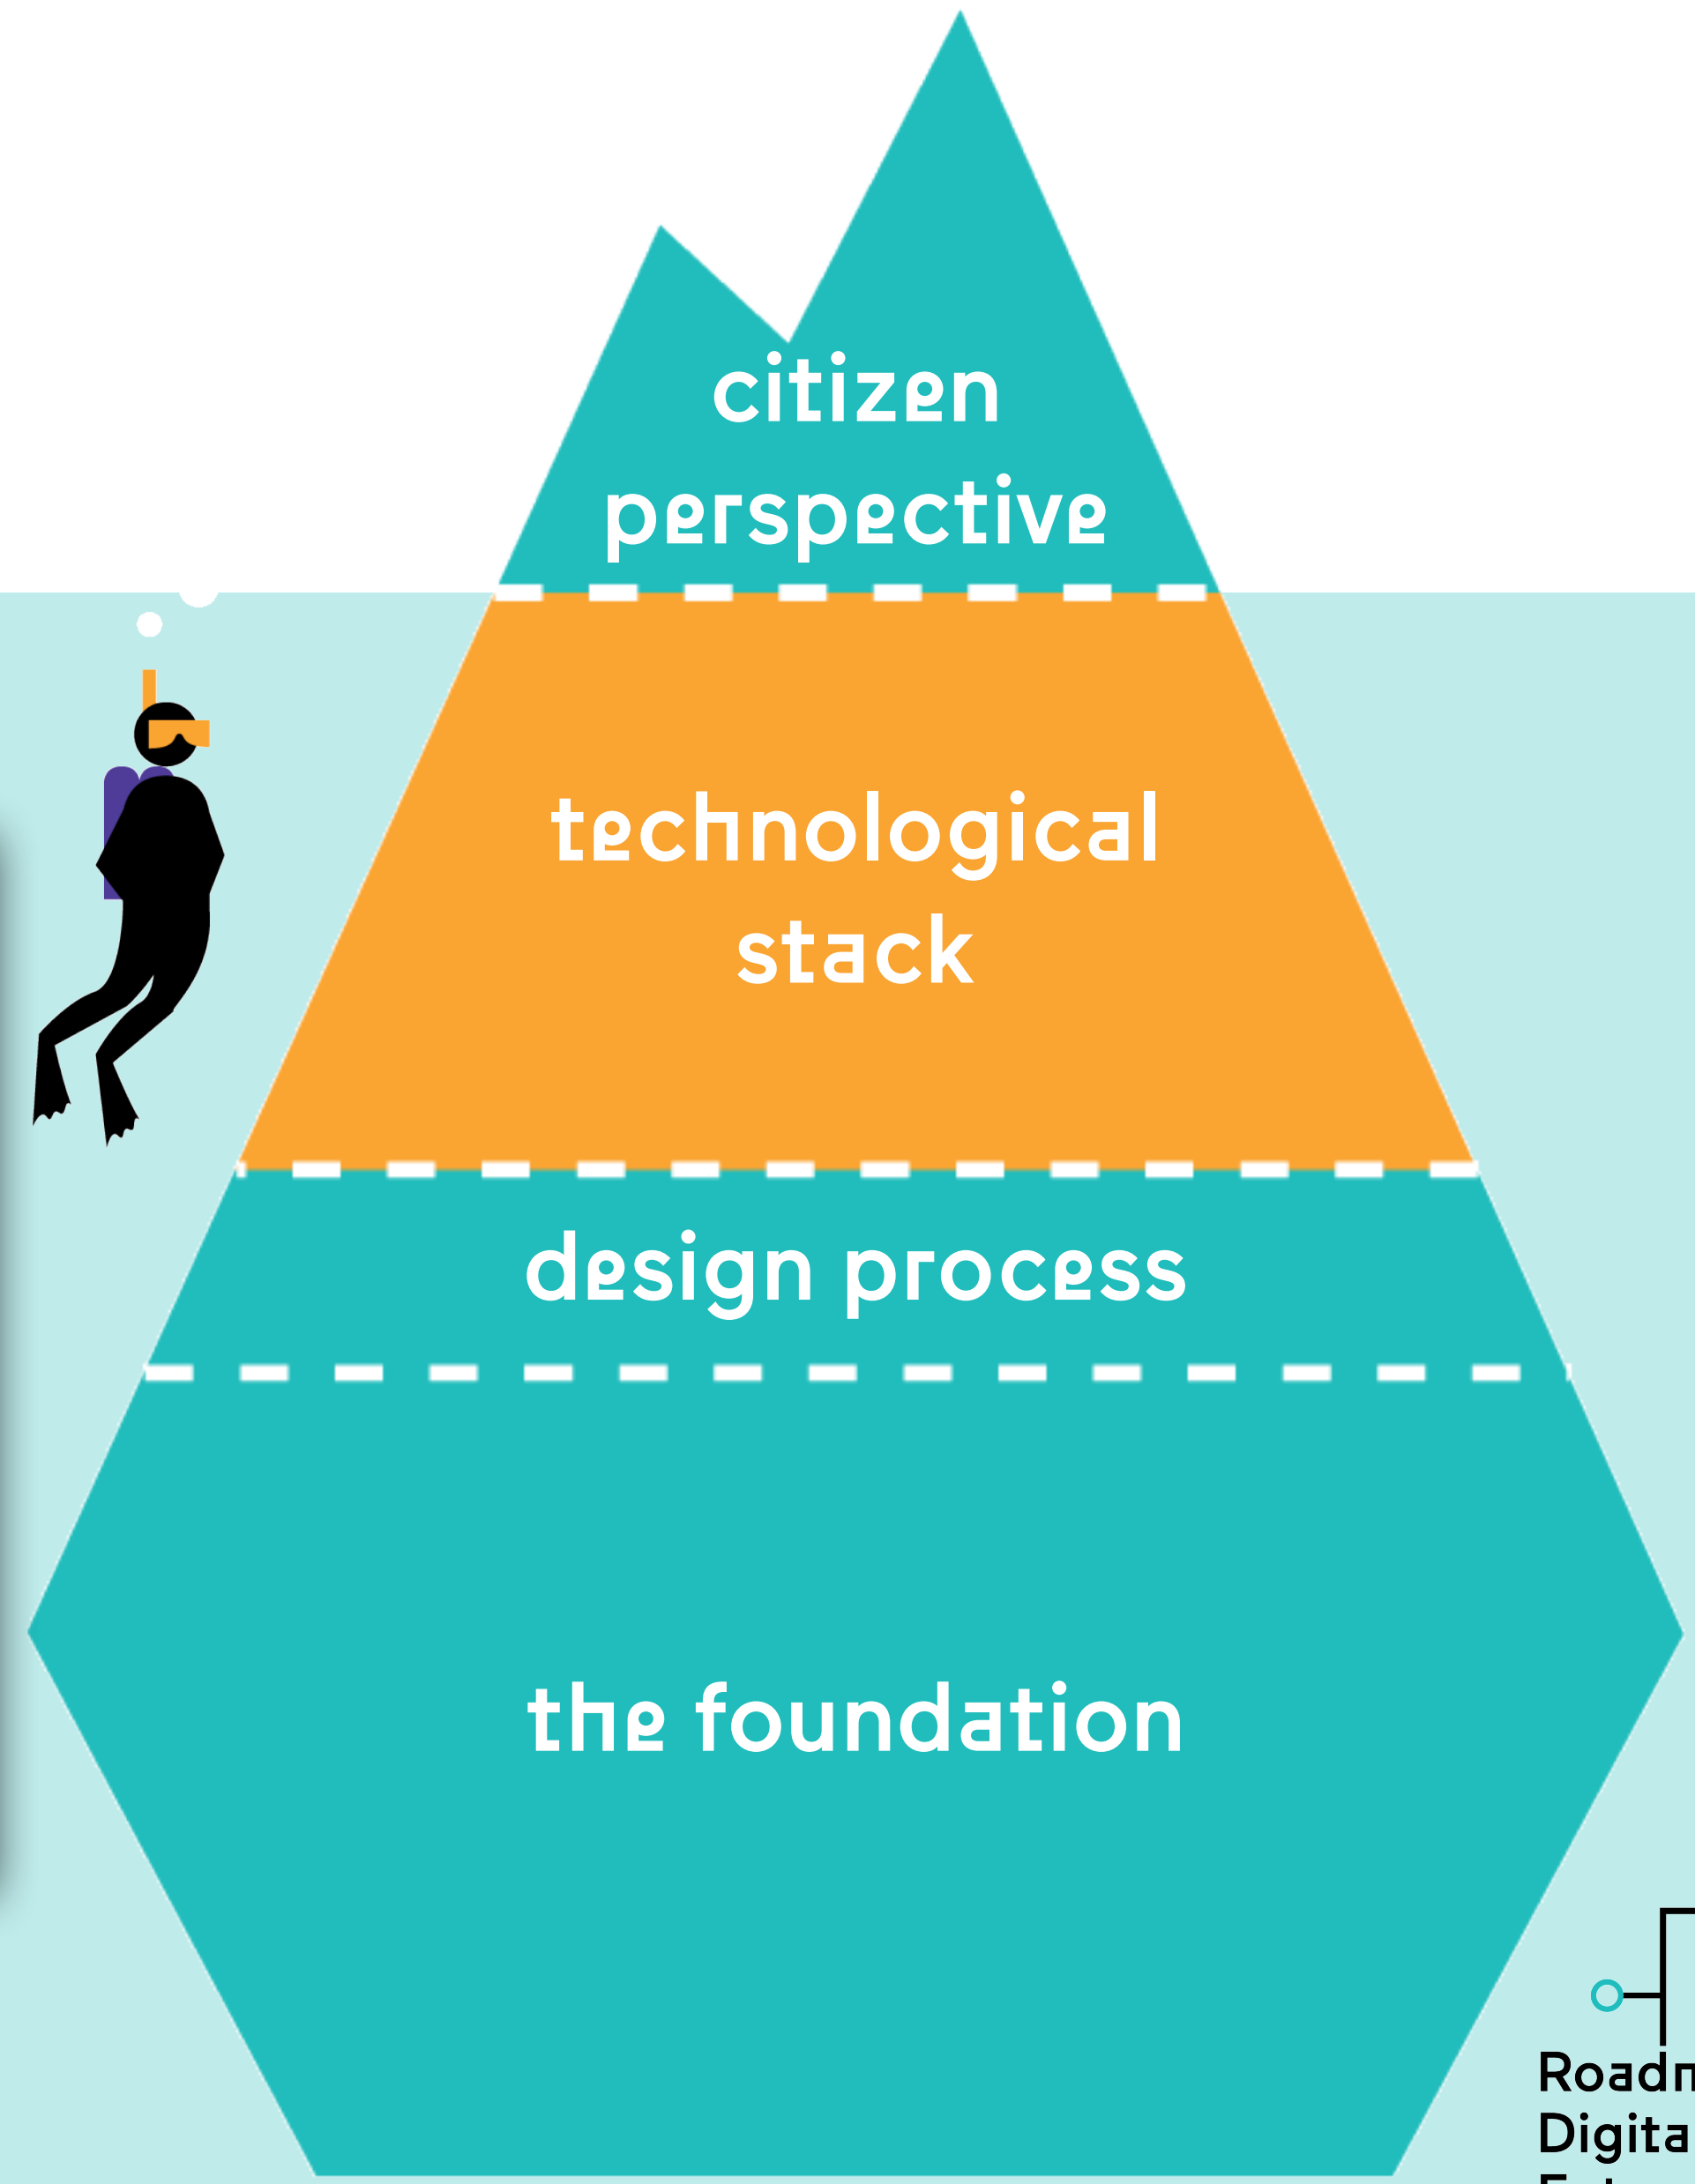 citizen
perspective
technological
stack
design process
the foundation